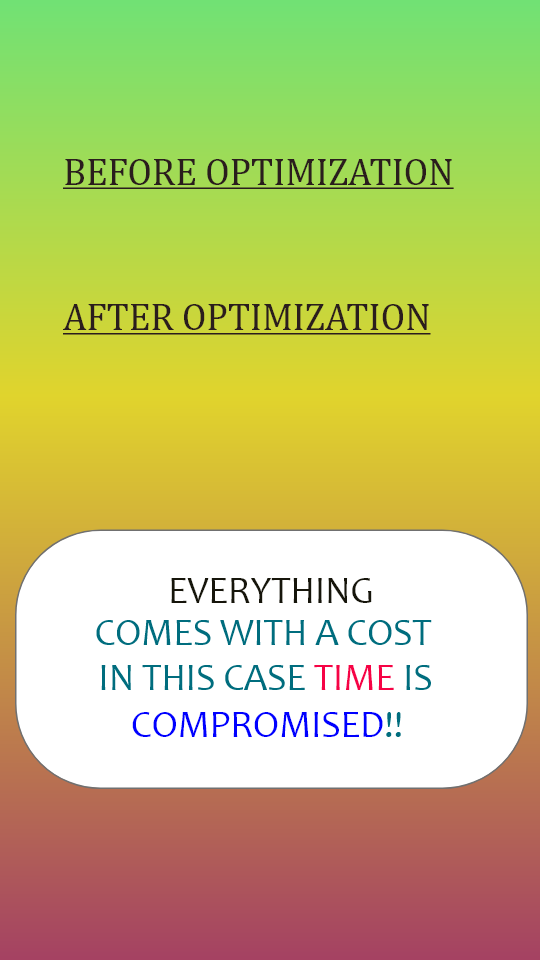 BEFORE OPTIMIZATION
AFTER OPTIMIZATION
EVERYTHING
COMES WITH A COST
IN THIS CASE TIME IS
COMPROMISED!!